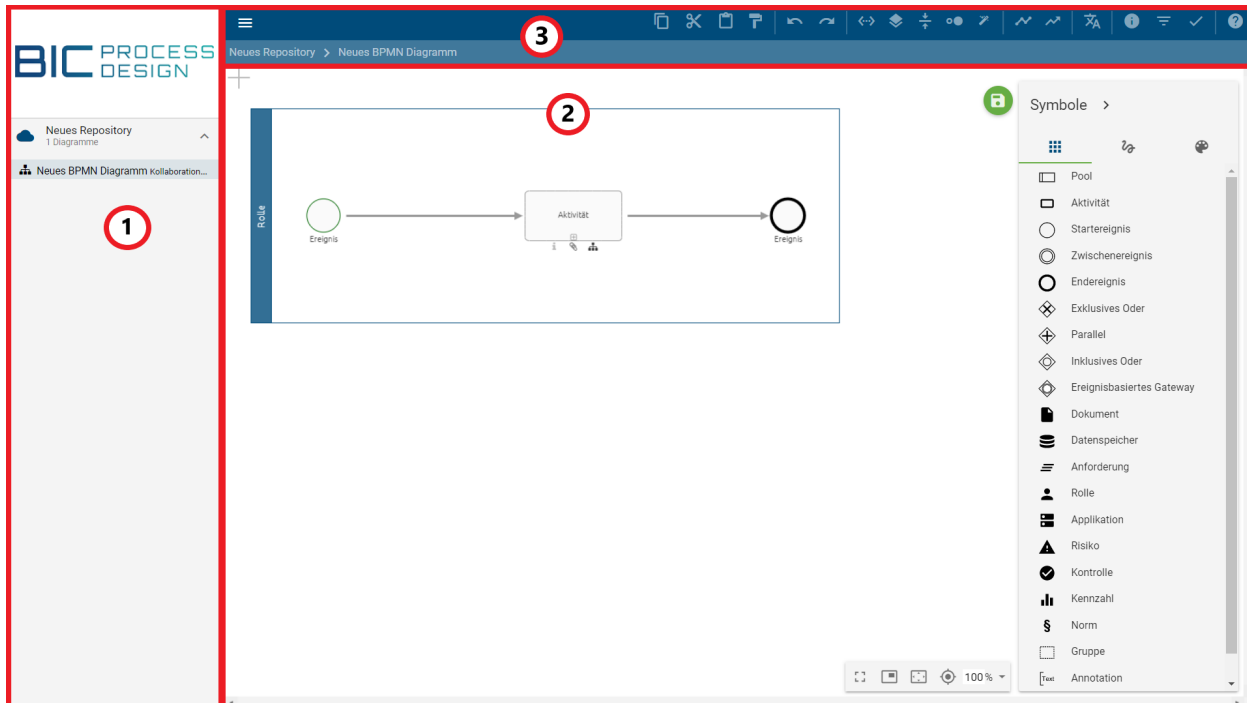 BIC PROCESS
DESIGN
Neues Repository
1 Diagramme
Neues BPMN Diagramm Kollaboration...
1
3
Neues Repository > Neues BPMN Diagramm
2
Rolle
Ereignis
Aktivität
Ereignis
Symbole >
Pool
Aktivität
Startereignis
Zwischenereignis
Endereignis
Exklusives Oder
Parallel
Inklusives Oder
Ereignisbasiertes Gateway
Dokument
Datenspeicher
Anforderung
Rolle
Applikation
Risiko
Kontrolle
Kennzahl
§ Norm
Gruppe
Text Annotation
100 %